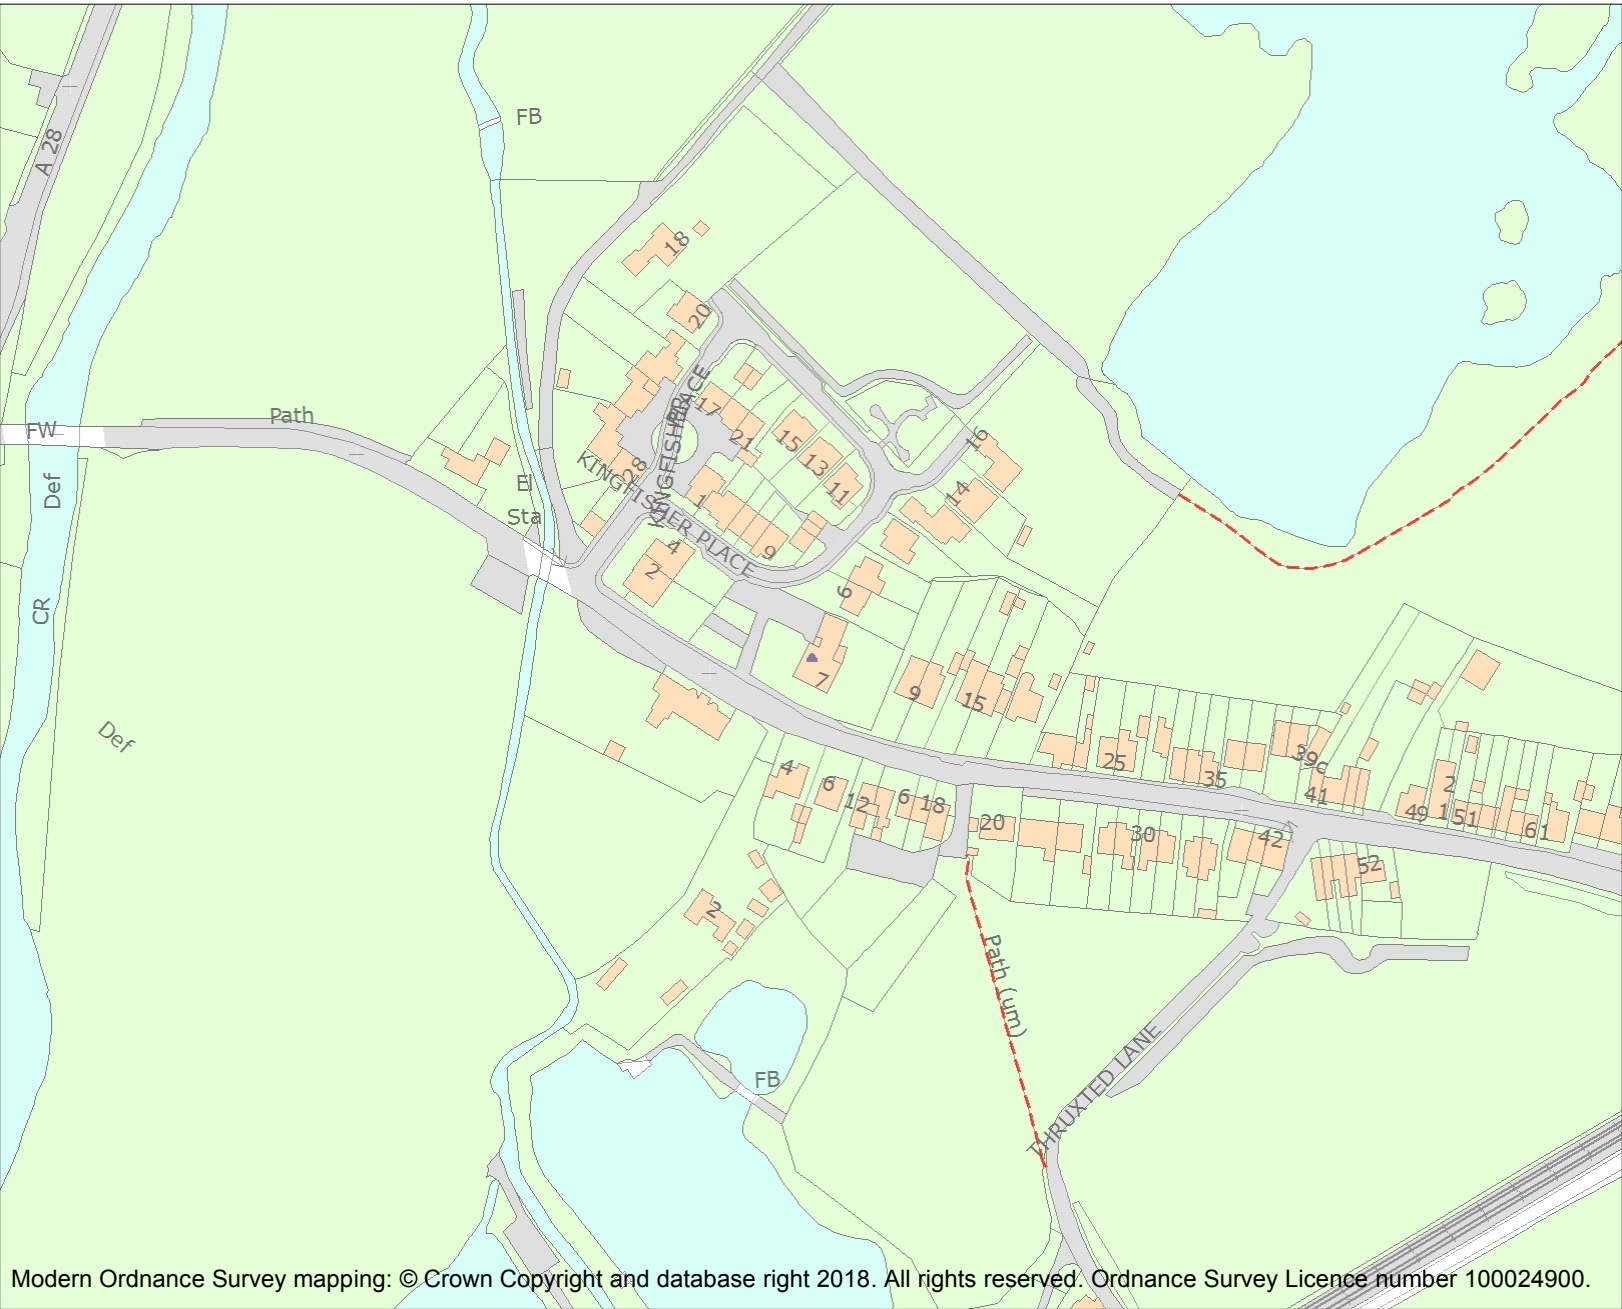 FB
A 28
18
20
Path
FW
KINGFISHER PLACE
17
21
15
13
11
16
14
28
KINGFISHER PLACE
El
Sta
Def
1
9
4
2
6
CR
7
9
15
Def
25
35
39c
41
4
6
12
6
18
20
30
42
49
2
1
51
61
52
2
Path (um)
THRUXTED LANE
FB
Modern Ordnance Survey mapping: © Crown Copyright and database right 2018. All rights reserved. Ordnance Survey Licence number 100024900.